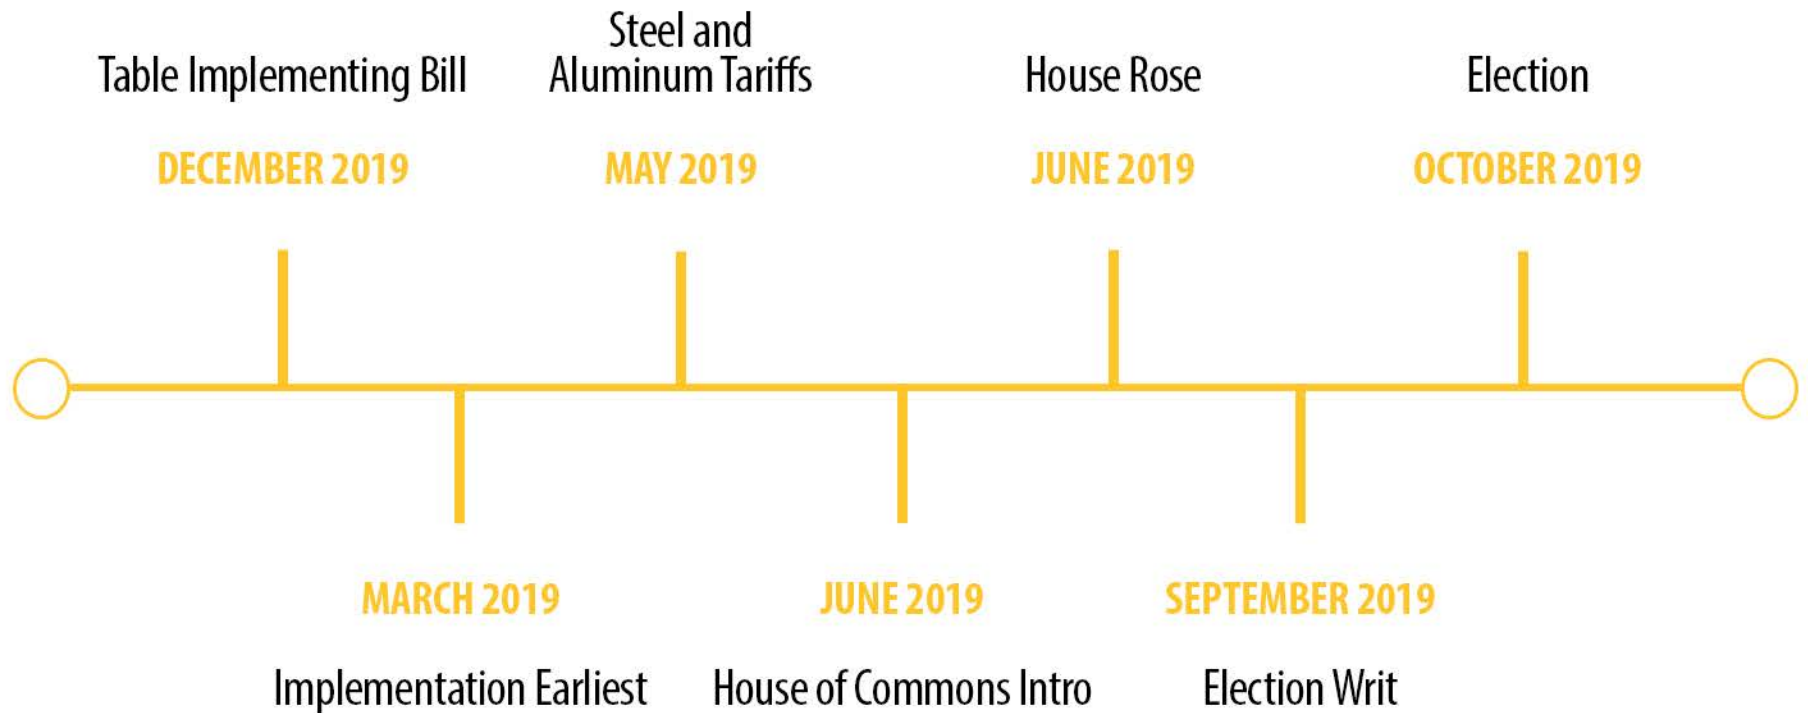 Table Implementing Bill
DECEMBER 2019
Steel and
Aluminum Tariffs
MAY 2019
House Rose
JUNE 2019
Election
OCTOBER 2019
MARCH 2019
Implementation Earliest
JUNE 2019
House of Commons Intro
SEPTEMBER 2019
Election Writ